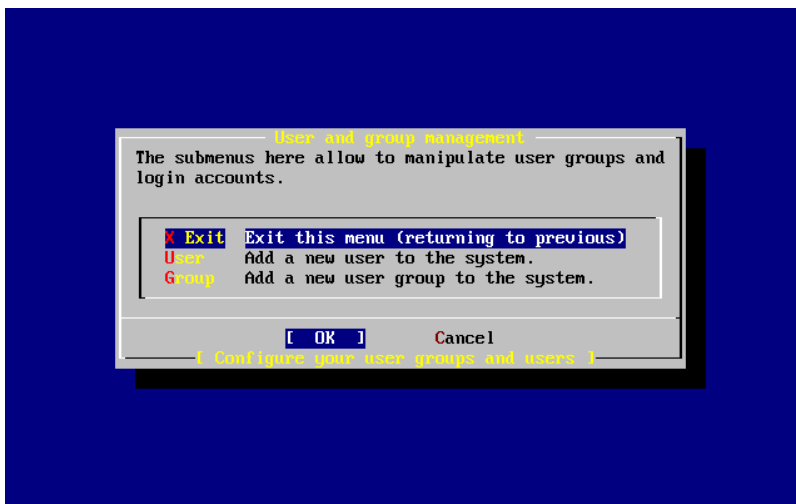 User and group management
The submenus here allow to manipulate user groups and
login accounts.
X Exit Exit this menu (returning to previous)
User Add a new user to the system.
Group Add a new user group to the system.
[ OK ] Cancel
[ Configure your user groups and users ]